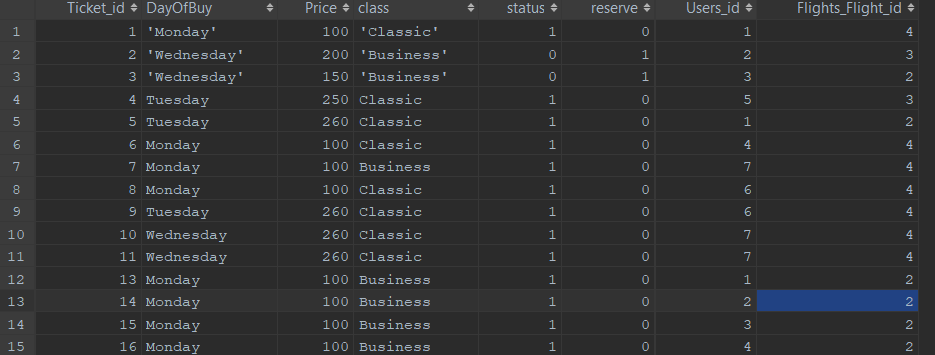 Ticket_id DayOfBuy Price class status reserve Users_id Flights_Flight_id
1 1 'Monday' 100 'Classic' 1 0 1 4
2 2 'Wednesday' 200 'Business' 0 1 2 3
3 3 'Wednesday' 150 'Business' 0 1 3 2
4 4 Tuesday 250 Classic 1 0 5 3
5 5 Tuesday 260 Classic 1 0 1 2
6 6 Monday 100 Classic 1 0 4 4
7 7 Monday 100 Business 1 0 7 4
8 8 Monday 100 Classic 1 0 6 4
9 9 Tuesday 260 Classic 1 0 6 4
10 10 Wednesday 260 Classic 1 0 7 4
11 11 Wednesday 260 Classic 1 0 7 4
12 13 Monday 100 Business 1 0 1 2
13 14 Monday 100 Business 1 0 2 2
14 15 Monday 100 Business 1 0 3 2
15 16 Monday 100 Business 1 0 4 2